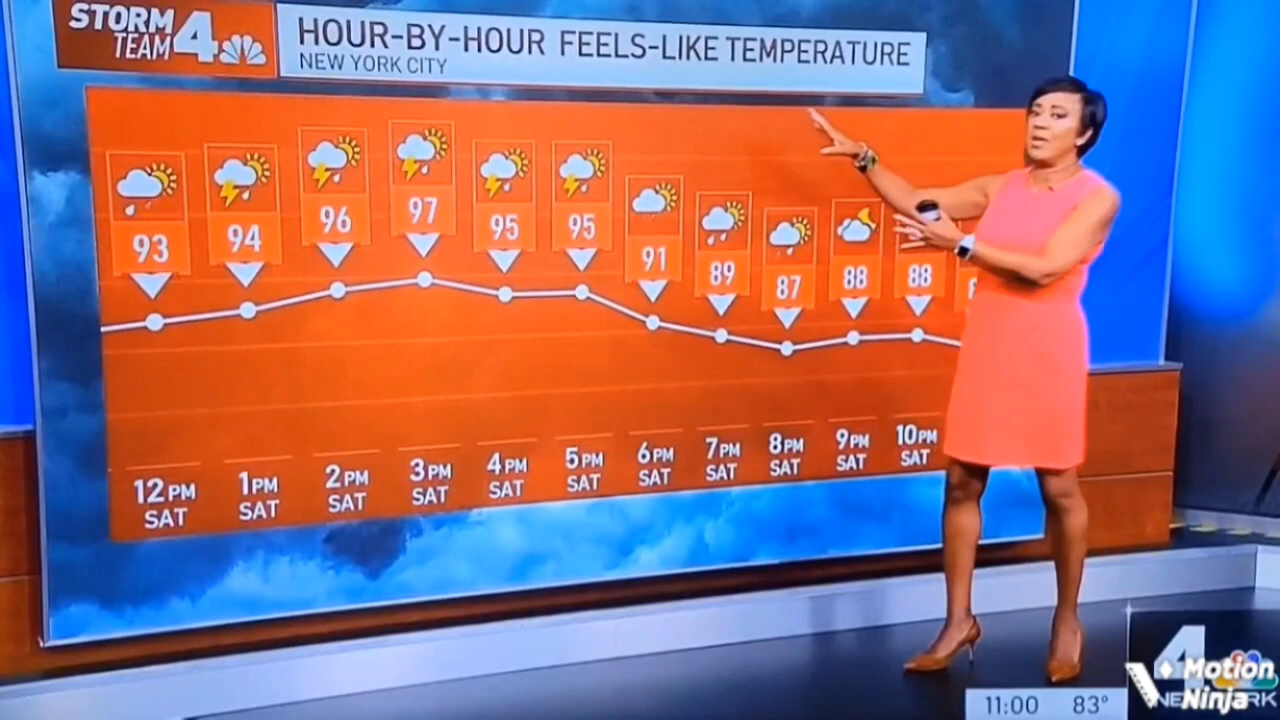 STORM
TEAM 4
HOUR-BY-HOUR FEELS-LIKE TEMPERATURE
NEW YORK CITY
93 94 96 97 95 95 91 89 87 88 88
12PM 1PM 2PM 3PM 4PM 5PM 6PM 7PM 8PM 9PM 10PM
SAT SAT SAT SAT SAT SAT SAT SAT SAT SAT SAT
11:00 83°
4
Motion
Ninja